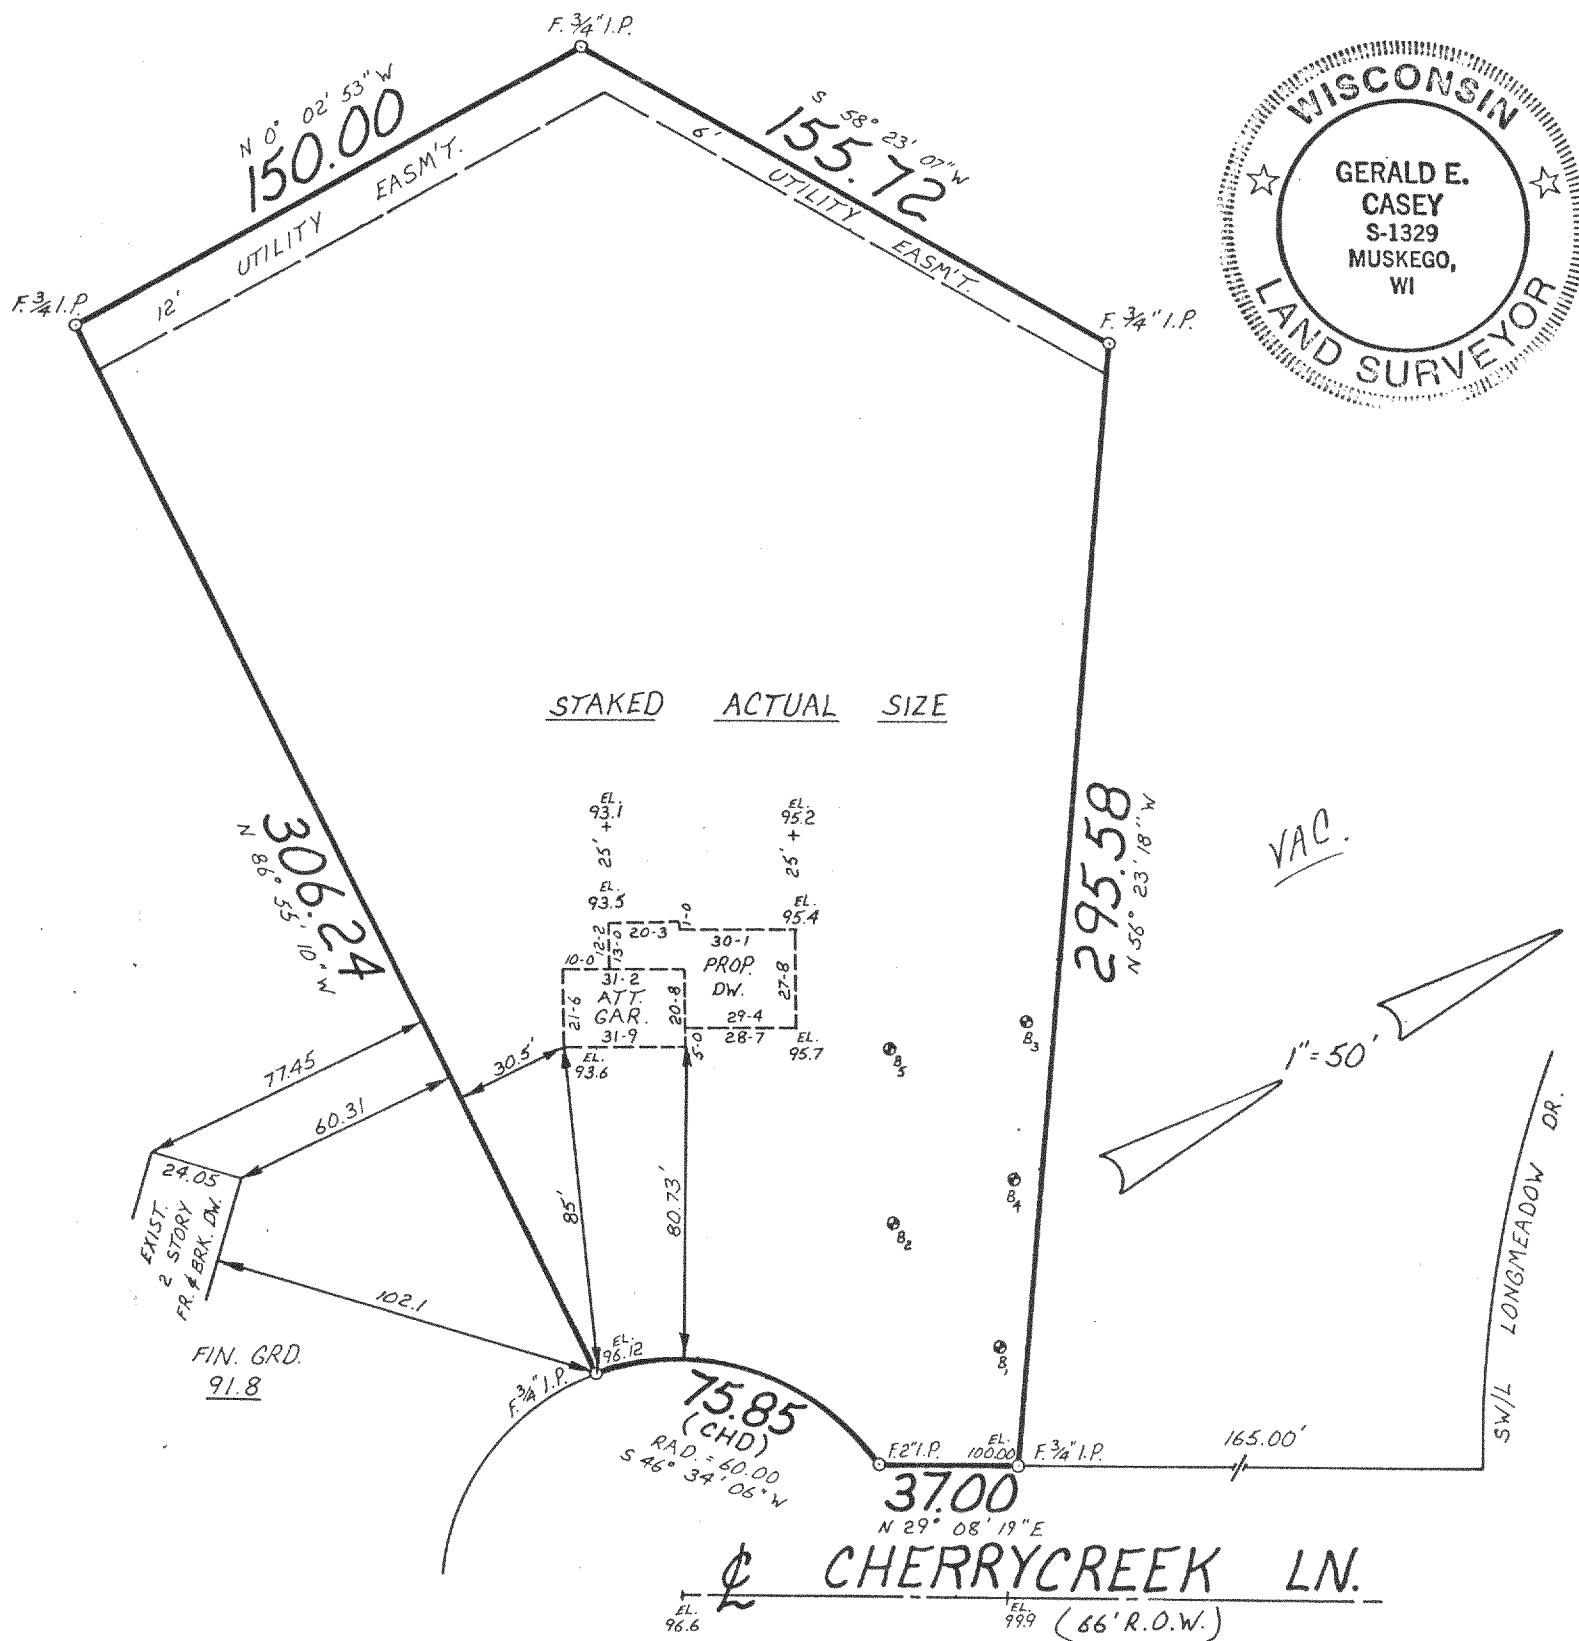 F. 3/4" I.P.
N 0° 02' 53" W
150.00
UTILITY EASM'T.
12'
S 58° 23' 07" W
155.72
6'
UTILITY EASM'T.
F. 3/4 I.P.
F. 3/4" I.P.
WISCONSIN
GERALD E.
CASEY
S-1329
MUSKEGO,
WI
LAND SURVEYOR
STAKED ACTUAL SIZE
306.24
N 86° 55' 10" W
295.58
N 56° 23' 18" W
VAC.
EL.
93.1
+
25'
EL.
93.5
EL.
95.2
+
25'
EL.
95.4
12-2
13-0
20-3
1-0
30-1
PROP.
DW.
27-8
29-4
28-7
10-0
31-2
ATT.
GAR.
21-6
20-8
31-9
5-0
EL.
93.6
EL.
95.7
30.5'
77.45
60.31
24.05
EXIST.
2 STORY
FR. & BRK. DW.
102.1
FIN. GRD.
91.8
85'
80.73'
B5
B3
B4
B2
B1
1" = 50'
SW/L LONGMEADOW DR.
EL.
96.12
F. 3/4" I.P.
75.85
(CHD)
RAD. = 60.00
S 46° 34' 06" W
F. 2" I.P.
EL.
100.00
F. 3/4" I.P.
165.00'
37.00
N 29° 08' 19" E
℄ CHERRYCREEK LN.
EL.
96.6
EL.
99.9
(66' R.O.W.)